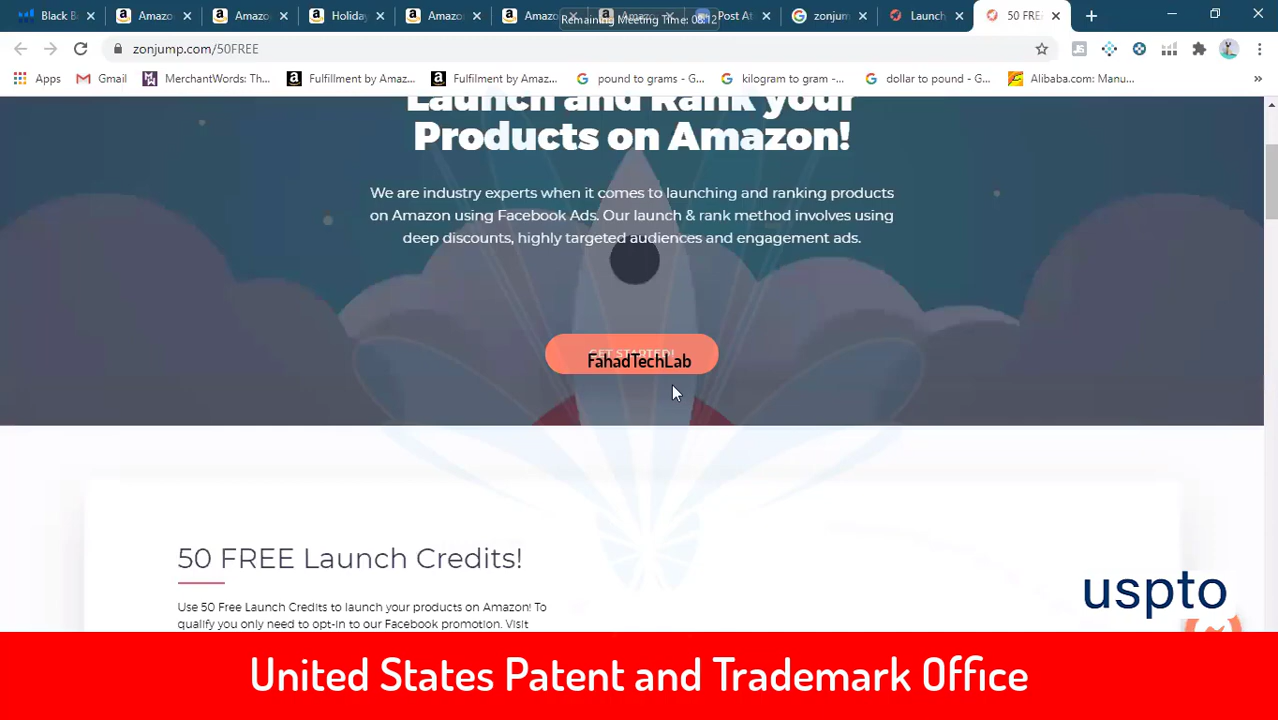 Black B
Amazo
Amazo
Holiday
Amazo
Amazo
Amazo
Post At
zonjum
Launch
50 FRE
Remaining Meeting Time: 08:12
zonjump.com/50FREE
Apps
Gmail
MerchantWords: Th...
Fulfillment by Amaz...
Fulfilment by Amaz...
pound to grams - G...
kilogram to gram -...
dollar to pound - G...
Alibaba.com: Manu...
Launch and Rank your
Products on Amazon!
We are industry experts when it comes to launching and ranking products
on Amazon using Facebook Ads. Our launch & rank method involves using
deep discounts, highly targeted audiences and engagement ads.
GET STARTED!
FahadTechLab
50 FREE Launch Credits!
Use 50 Free Launch Credits to launch your products on Amazon! To
qualify you only need to opt-in to our Facebook promotion. Visit
uspto
United States Patent and Trademark Office